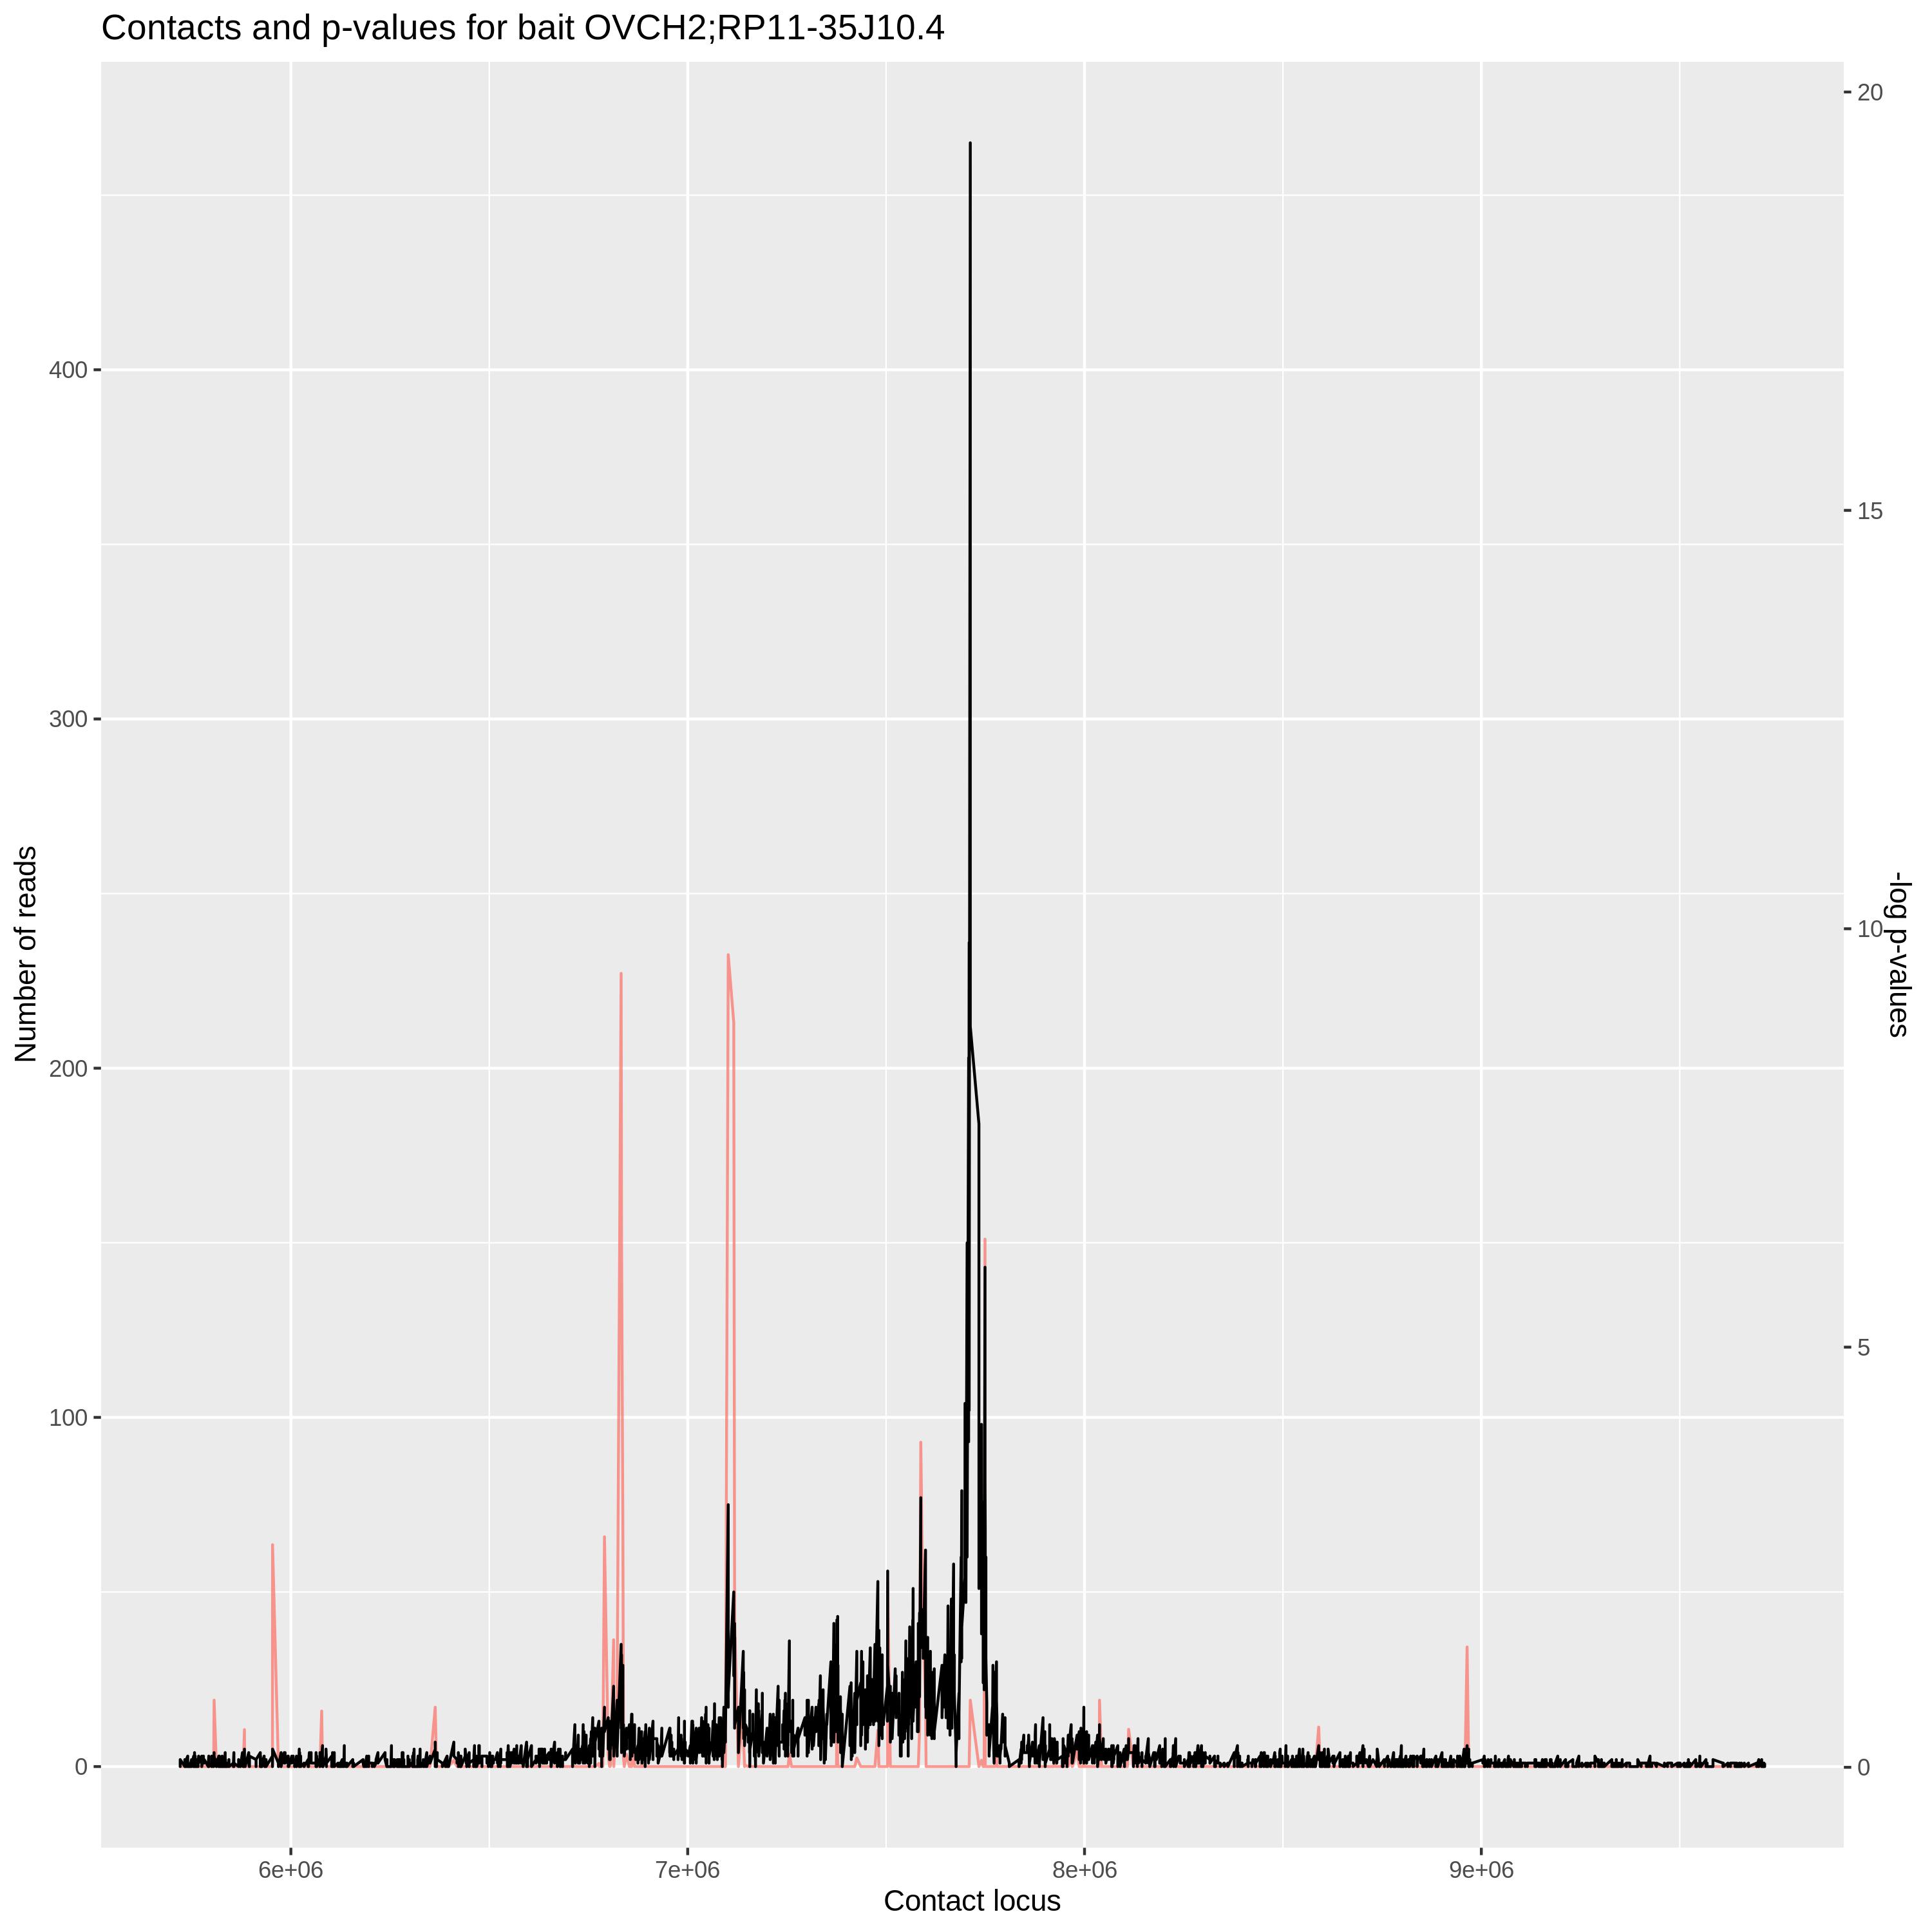 Contacts and p-values for bait OVCH2;RP11-35J10.4
Number of reads
400
300
200
100
0
20
15
10
5
0
-log p-values
6e+06
7e+06
8e+06
9e+06
Contact locus